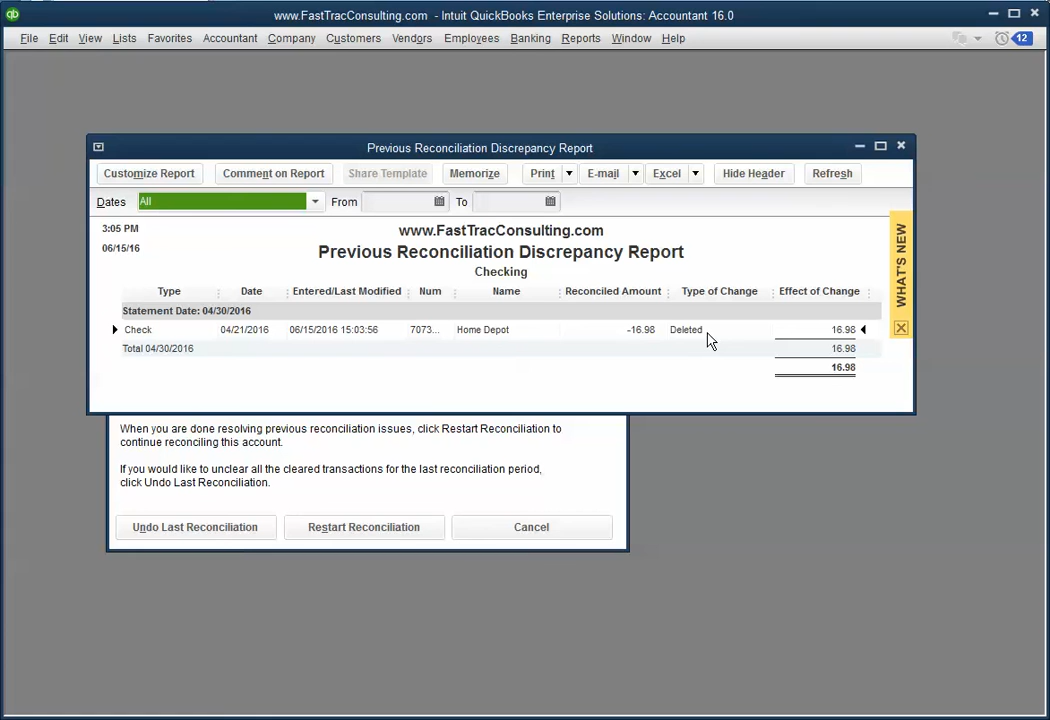 qb
www.FastTracConsulting.com - Intuit QuickBooks Enterprise Solutions: Accountant 16.0
File Edit View Lists Favorites Accountant Company Customers Vendors Employees Banking Reports Window Help 12
Previous Reconciliation Discrepancy Report
Customize Report Comment on Report Share Template Memorize Print E-mail Excel Hide Header Refresh
Dates All From To
3:05 PM www.FastTracConsulting.com
06/15/16 Previous Reconciliation Discrepancy Report
Checking
WHAT'S NEW
Type Date Entered/Last Modified Num Name Reconciled Amount Type of Change Effect of Change
Statement Date: 04/30/2016
Check 04/21/2016 06/15/2016 15:03:56 7073... Home Depot -16.98 Deleted 16.98
Total 04/30/2016 16.98
16.98
When you are done resolving previous reconciliation issues, click Restart Reconciliation to
continue reconciling this account.
If you would like to unclear all the cleared transactions for the last reconciliation period,
click Undo Last Reconciliation.
Undo Last Reconciliation Restart Reconciliation Cancel